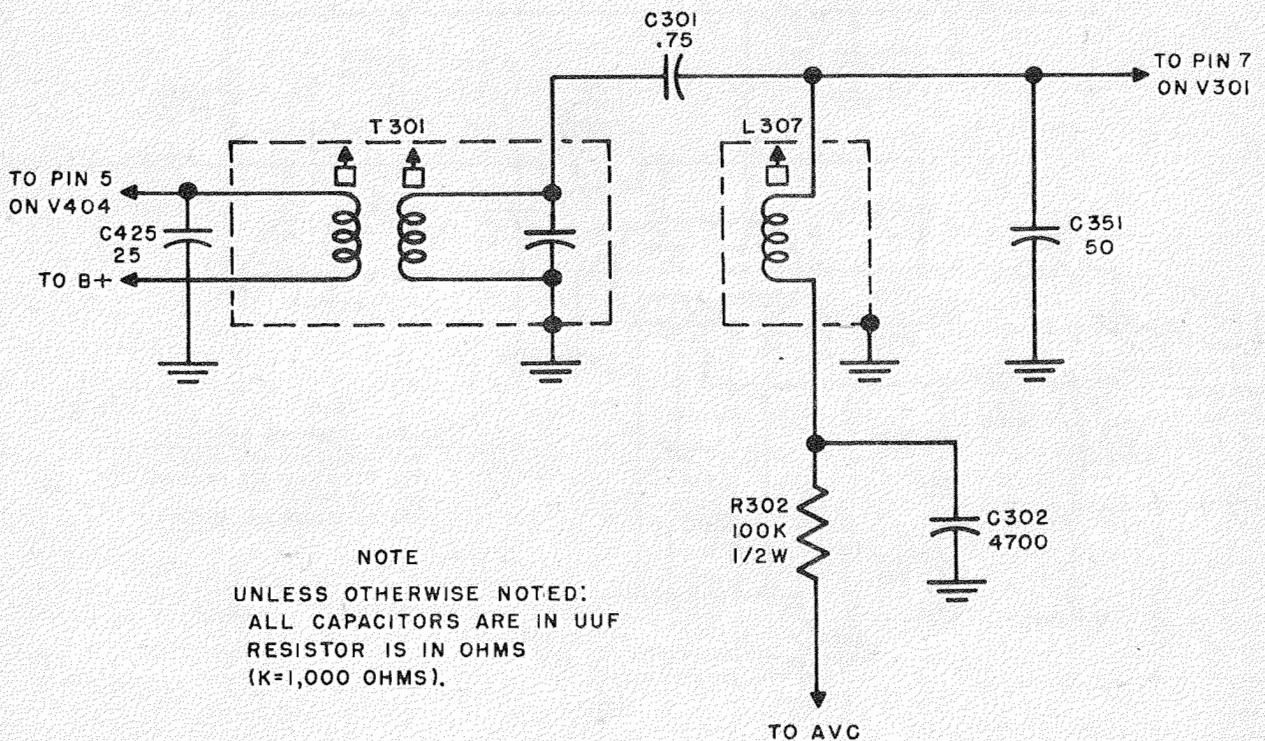 C301
.75
TO PIN 7
ON V301
T301
L307
TO PIN 5
ON V404
C425
25
TO B+
C351
50
R302
100K
1/2W
C302
4700
NOTE
UNLESS OTHERWISE NOTED:
ALL CAPACITORS ARE IN UUF
RESISTOR IS IN OHMS
(K=1,000 OHMS).
TO AVC